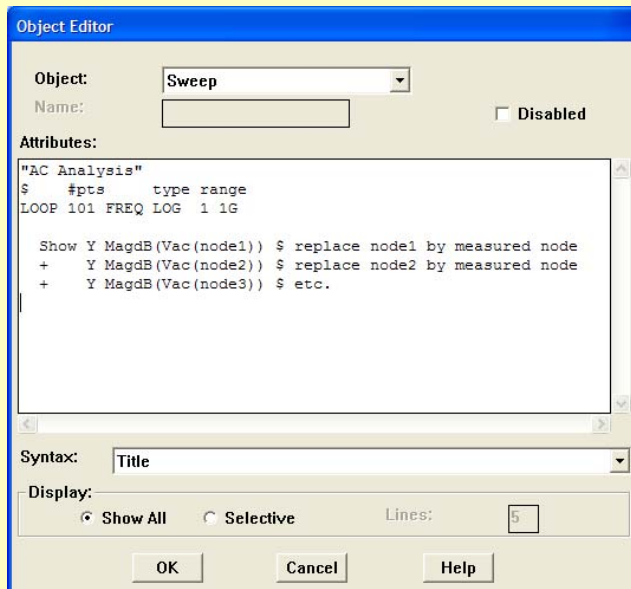 Object Editor
Object: Sweep
Name: Disabled
Attributes:
"AC Analysis"
$ #pts type range
LOOP 101 FREQ LOG 1 1G
Show Y MagdB(Vac(node1)) $ replace node1 by measured node
+ Y MagdB(Vac(node2)) $ replace node2 by measured node
+ Y MagdB(Vac(node3)) $ etc.
Syntax: Title
Display:
Show All Selective Lines: 5
OK Cancel Help